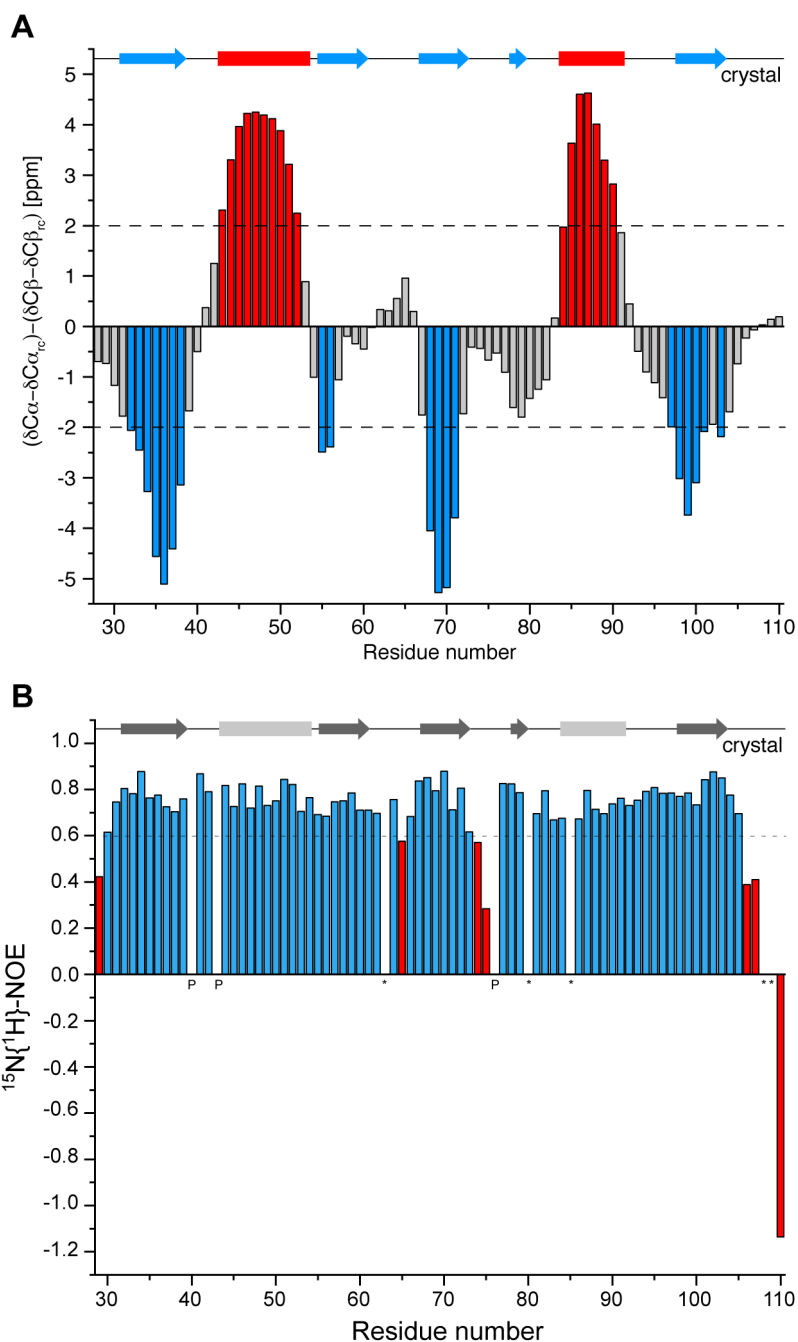 A
crystal
5
4
3
2
1
0
-1
-2
-3
-4
-5
(δCα–δCαrc)–(δCβ–δCβrc) [ppm]
30 40 50 60 70 80 90 100 110
Residue number
B
crystal
1.0
0.8
0.6
0.4
0.2
0.0
P P * P * * * *
-0.2
-0.4
-0.6
-0.8
-1.0
-1.2
15N{1H}-NOE
30 40 50 60 70 80 90 100 110
Residue number